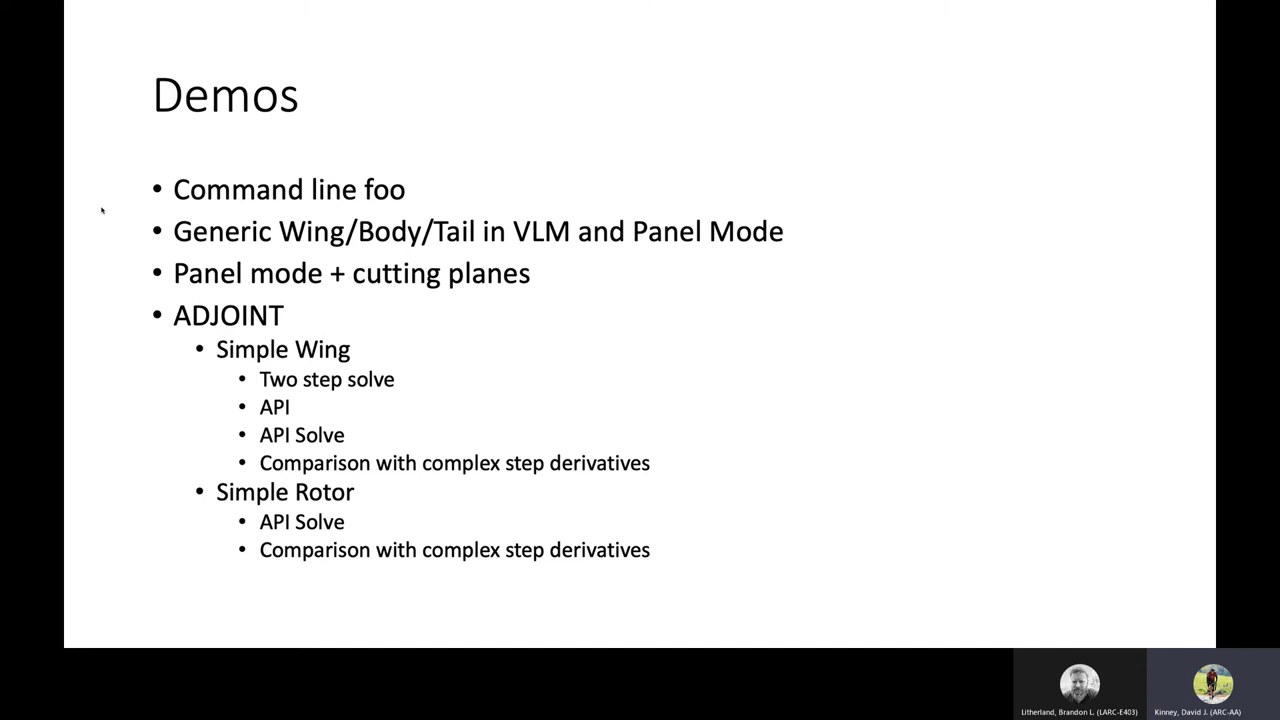 Demos
• Command line foo
• Generic Wing/Body/Tail in VLM and Panel Mode
• Panel mode + cutting planes
• ADJOINT
• Simple Wing
• Two step solve
• API
• API Solve
• Comparison with complex step derivatives
• Simple Rotor
• API Solve
• Comparison with complex step derivatives
Litherland, Brandon L. (LARC-E403)
Kinney, David J. (ARC-AA)